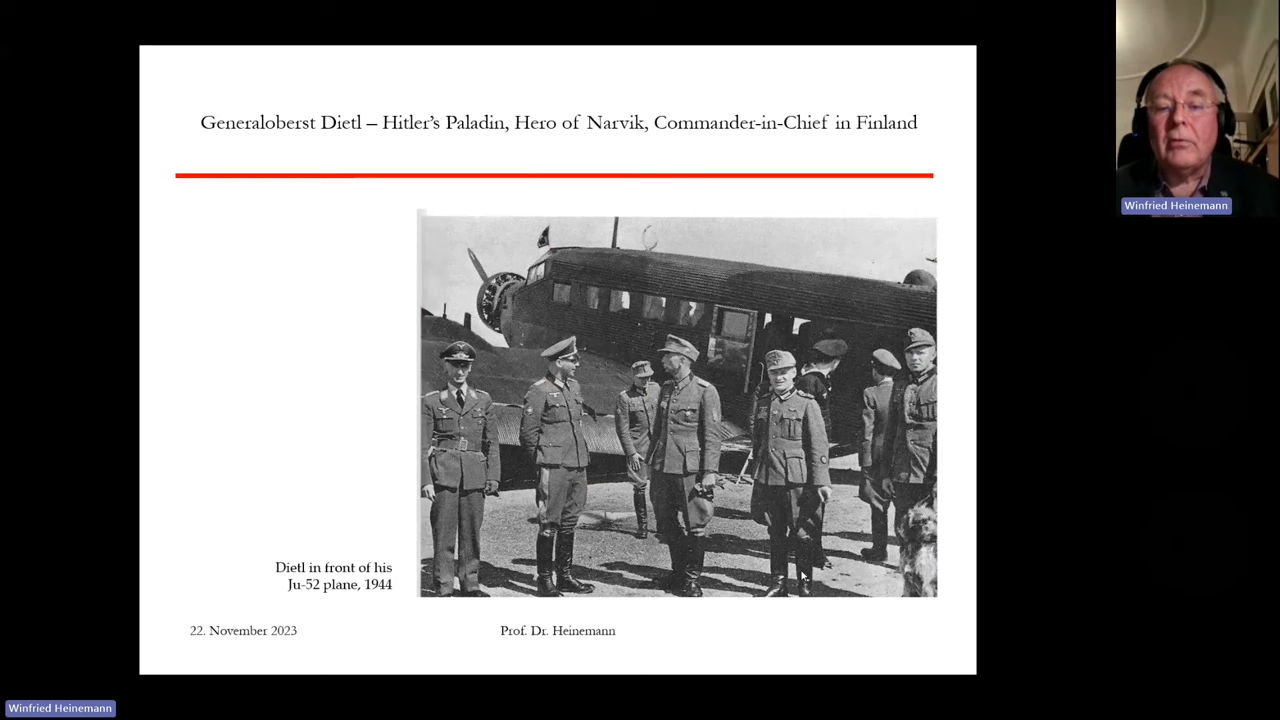 Generaloberst Dietl – Hitler’s Paladin, Hero of Narvik, Commander-in-Chief in Finland
Winfried Heinemann
Dietl in front of his
Ju-52 plane, 1944
22. November 2023
Prof. Dr. Heinemann
Winfried Heinemann